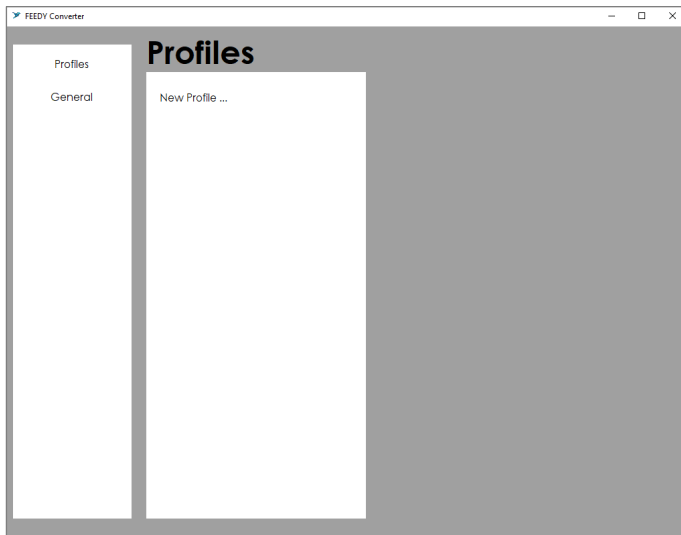 FEEDY Converter
Profiles
General
Profiles
New Profile ...